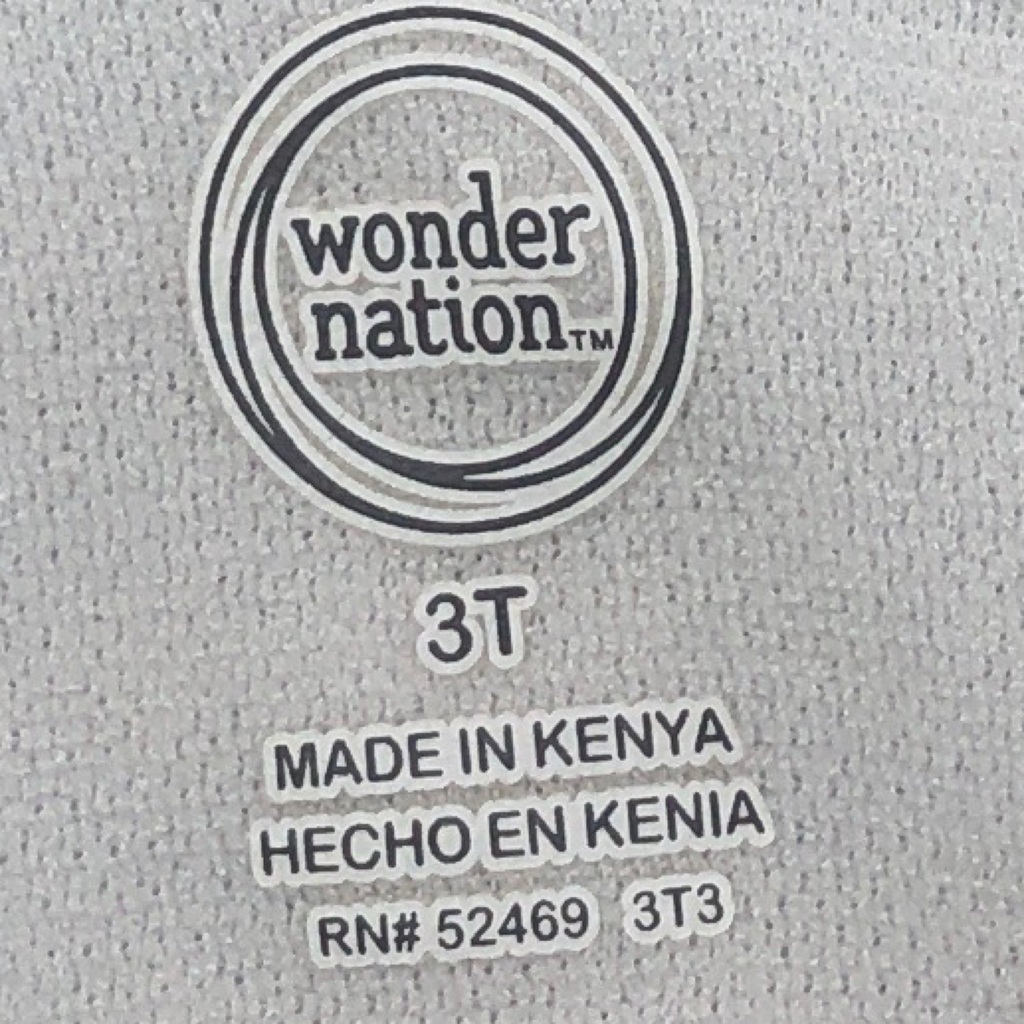 wonder
nation™
3T
MADE IN KENYA
HECHO EN KENIA
RN# 52469 3T3